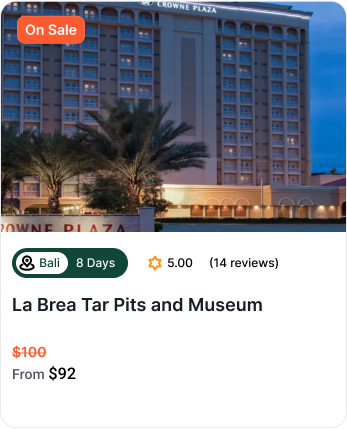 CROWNE PLAZA
On Sale
CROWNE PLAZA
Bali
8 Days
5.00
(14 reviews)
La Brea Tar Pits and Museum
$100
From $92